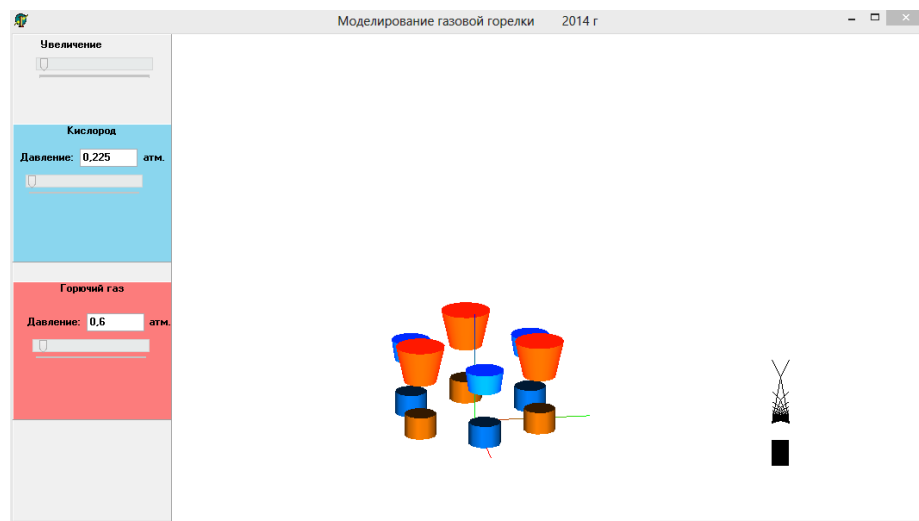 Моделирование газовой горелки 2014 г
Увеличение
Кислород
Давление: 0,225 атм.
Горючий газ
Давление: 0,6 атм.